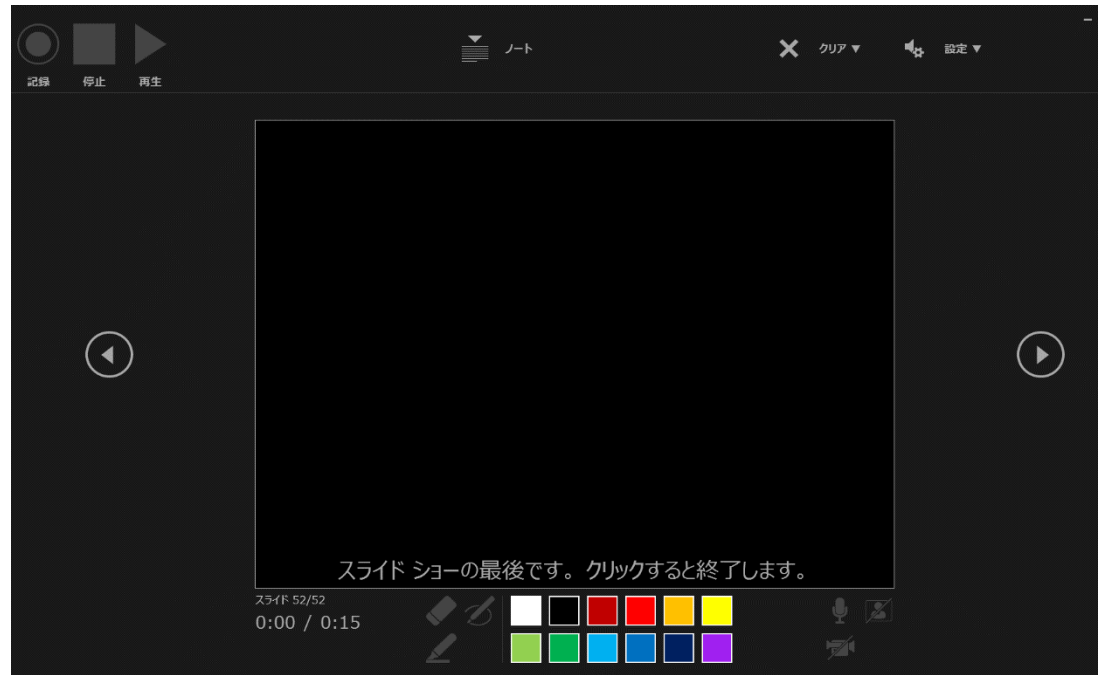 記録 停止 再生
ノート
クリア ▼
設定 ▼
スライド ショーの最後です。クリックすると終了します。
スライド 52/52
0:00 / 0:15